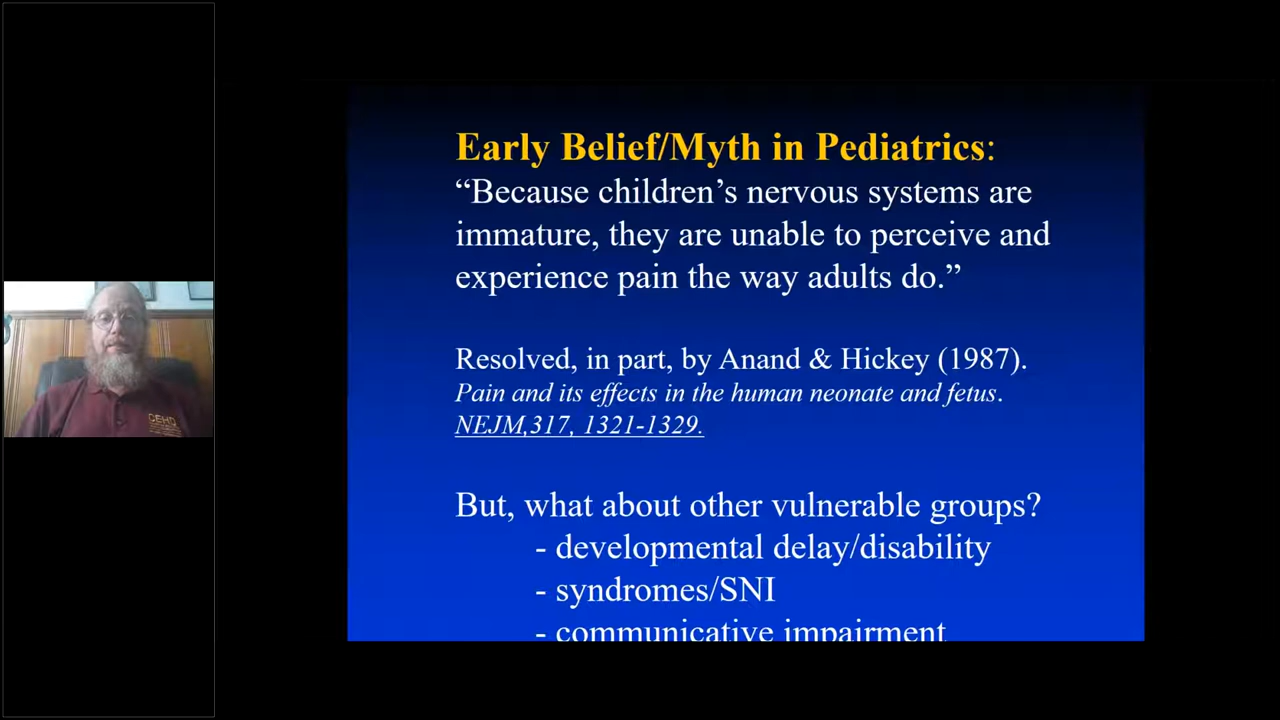 Early Belief/Myth in Pediatrics:
“Because children’s nervous systems are
immature, they are unable to perceive and
experience pain the way adults do.”
Resolved, in part, by Anand & Hickey (1987).
Pain and its effects in the human neonate and fetus.
NEJM,317, 1321-1329.
But, what about other vulnerable groups?
- developmental delay/disability
- syndromes/SNI
- communicative impairment
CEHD